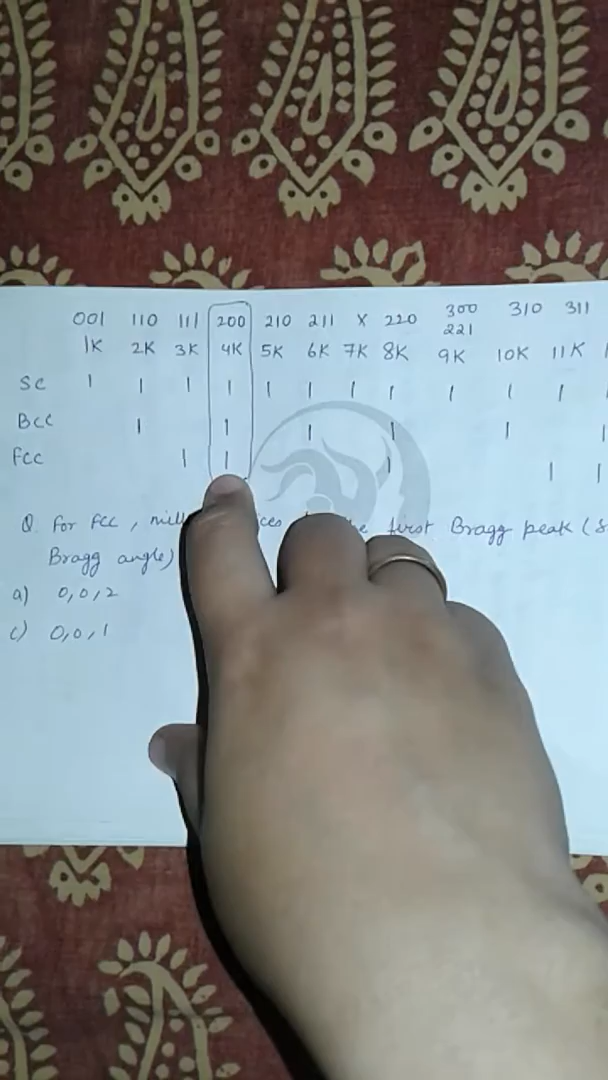 001 110 111 200 210 211 X 220 300 310 311
221
1K 2K 3K 4K 5K 6K 7K 8K 9K 10K 11K
SC 1 1 1 1 1 1 1 1 1 1 1
BCC 1 1 1 1 1
FCC 1 1 1 1 1
Q. For FCC, first Bragg peak (
Bragg angle)
a) 0,0,2
c) 0,0,1